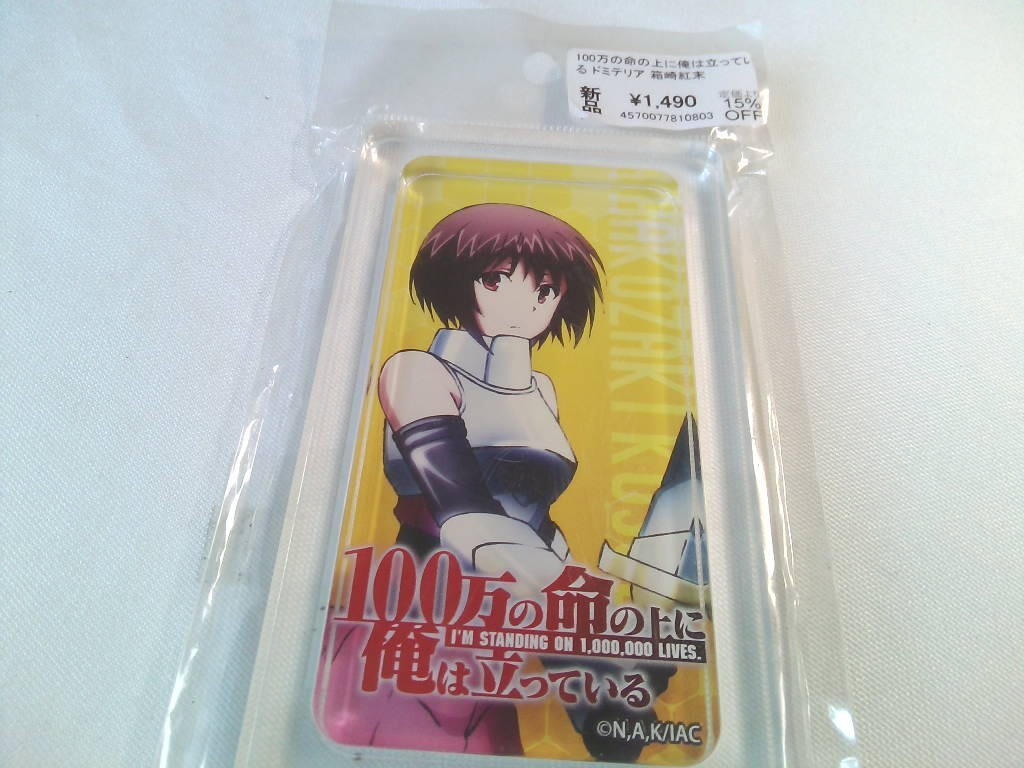 100万の命の上に俺は立ってい
る ドミテリア 箱崎紅末
新品 ¥1,490 定価より 15% OFF
4570077810803
HAKOZAKI KUS
100万の命の上に
I'M STANDING ON 1,000,000 LIVES.
俺は立っている
©N,A,K/IAC